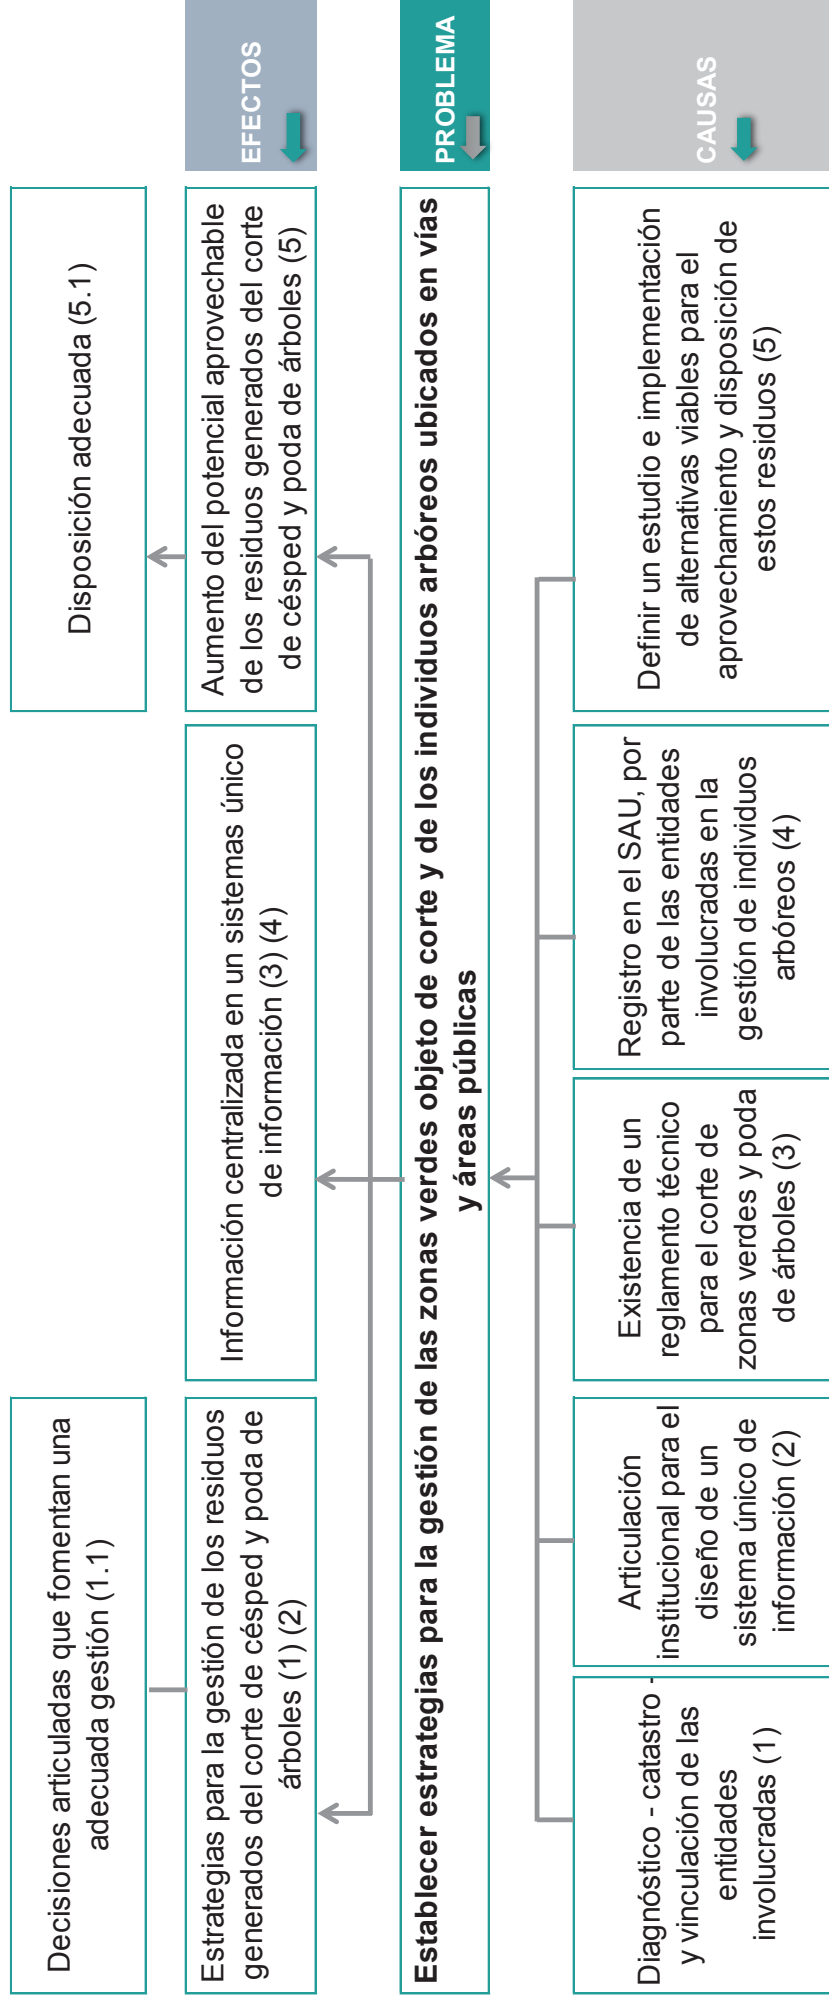 Decisiones articuladas que fomentan una
adecuada gestión (1.1)
Disposición adecuada (5.1)
Estrategias para la gestión de los residuos
generados del corte de césped y poda de
árboles (1) (2)
Información centralizada en un sistemas único
de información (3) (4)
Aumento del potencial aprovechable
de los residuos generados del corte
de césped y poda de árboles (5)
EFECTOS
Establecer estrategias para la gestión de las zonas verdes objeto de corte y de los individuos arbóreos ubicados en vías
y áreas públicas
PROBLEMA
Diagnóstico - catastro -
y vinculación de las
entidades
involucradas (1)
Articulación
institucional para el
diseño de un
sistema único de
información (2)
Existencia de un
reglamento técnico
para el corte de
zonas verdes y poda
de árboles (3)
Registro en el SAU, por
parte de las entidades
involucradas en la
gestión de individuos
arbóreos (4)
Definir un estudio e implementación
de alternativas viables para el
aprovechamiento y disposición de
estos residuos (5)
CAUSAS